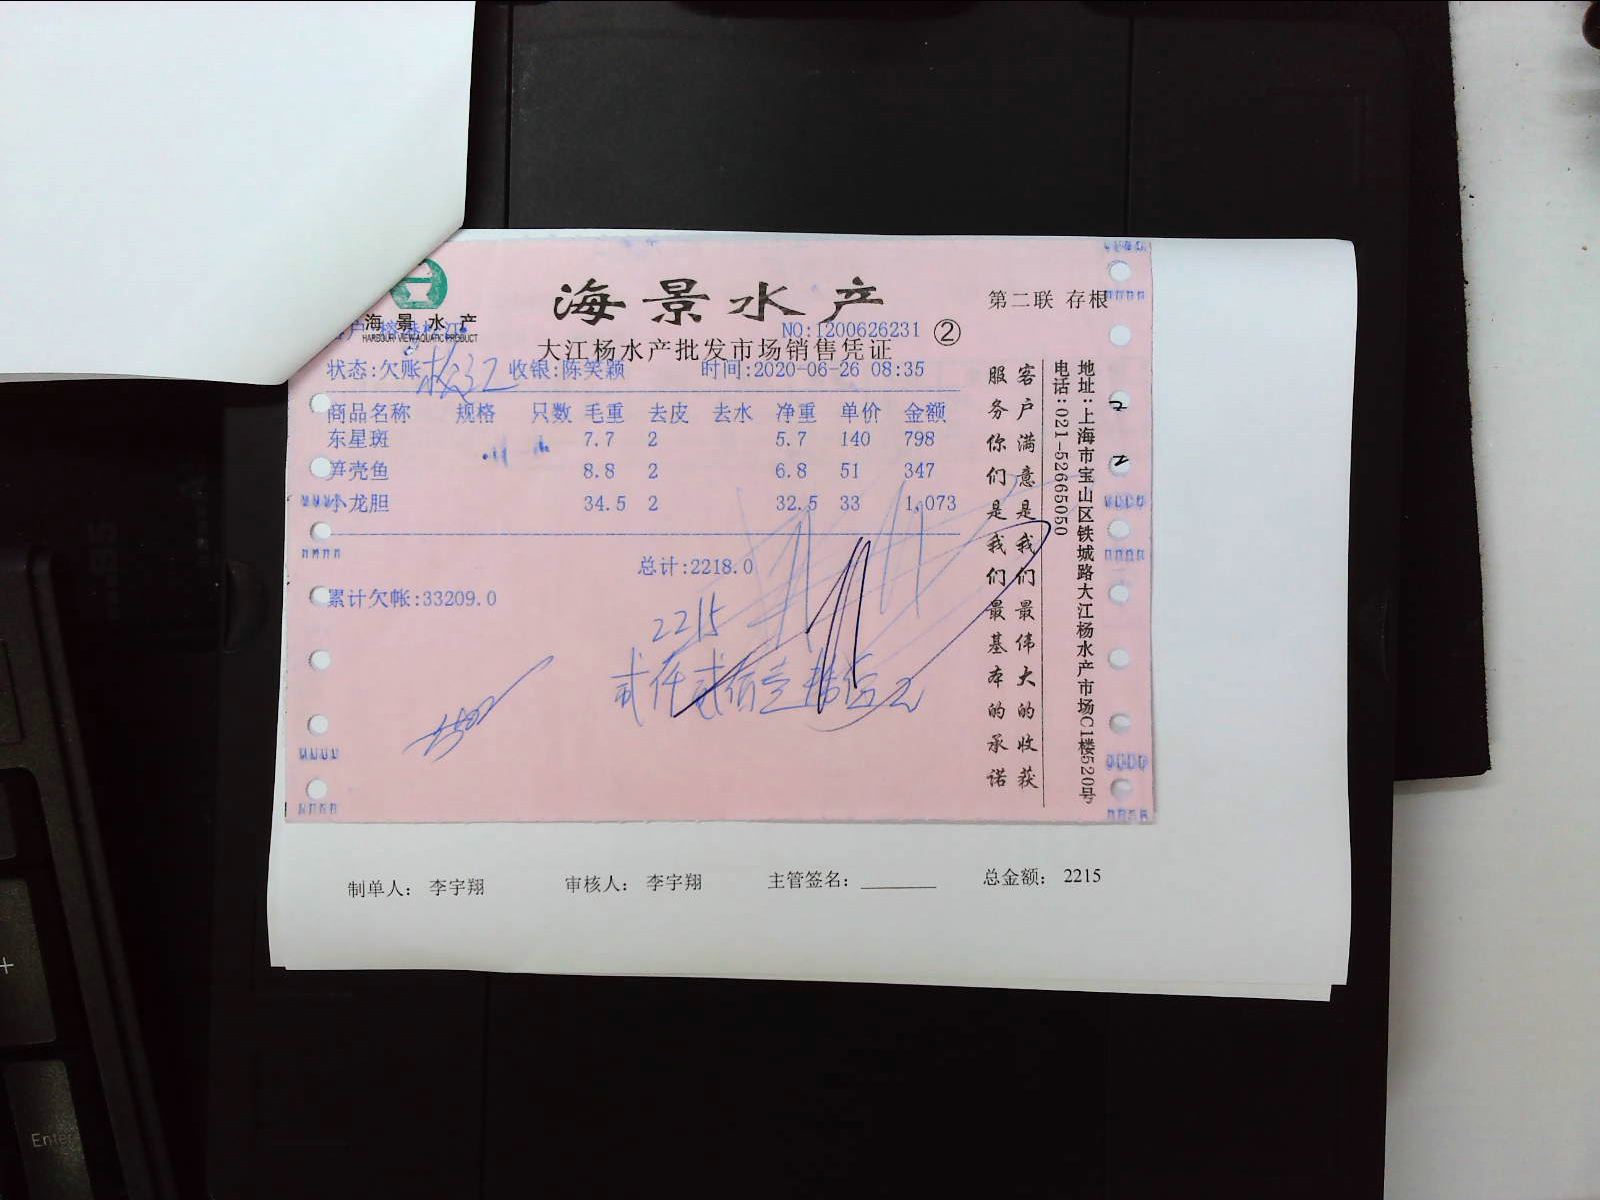 海景水产
HARBOUR VIEW AQUATIC PRODUCT
海景水产
第二联 存根
NO:1200626231 ②
大江杨水产批发市场销售凭证
状态:欠账 收银:陈笑颖 时间:2020-06-26 08:35
商品名称 规格 只数 毛重 去皮 去水 净重 单价 金额
东星斑 7.7 2 5.7 140 798
笋壳鱼 8.8 2 6.8 51 347
小龙胆 34.5 2 32.5 33 1,073
总计:2218.0
累计欠帐:33209.0
2215
客户满意是我们最伟大的收获
服务你们是我们最基本的承诺
地址:上海市宝山区铁城路大江杨水产市场C1楼520号
电话:021-52665050
制单人: 李宇翔 审核人: 李宇翔 主管签名: ________ 总金额: 2215
Enter
+